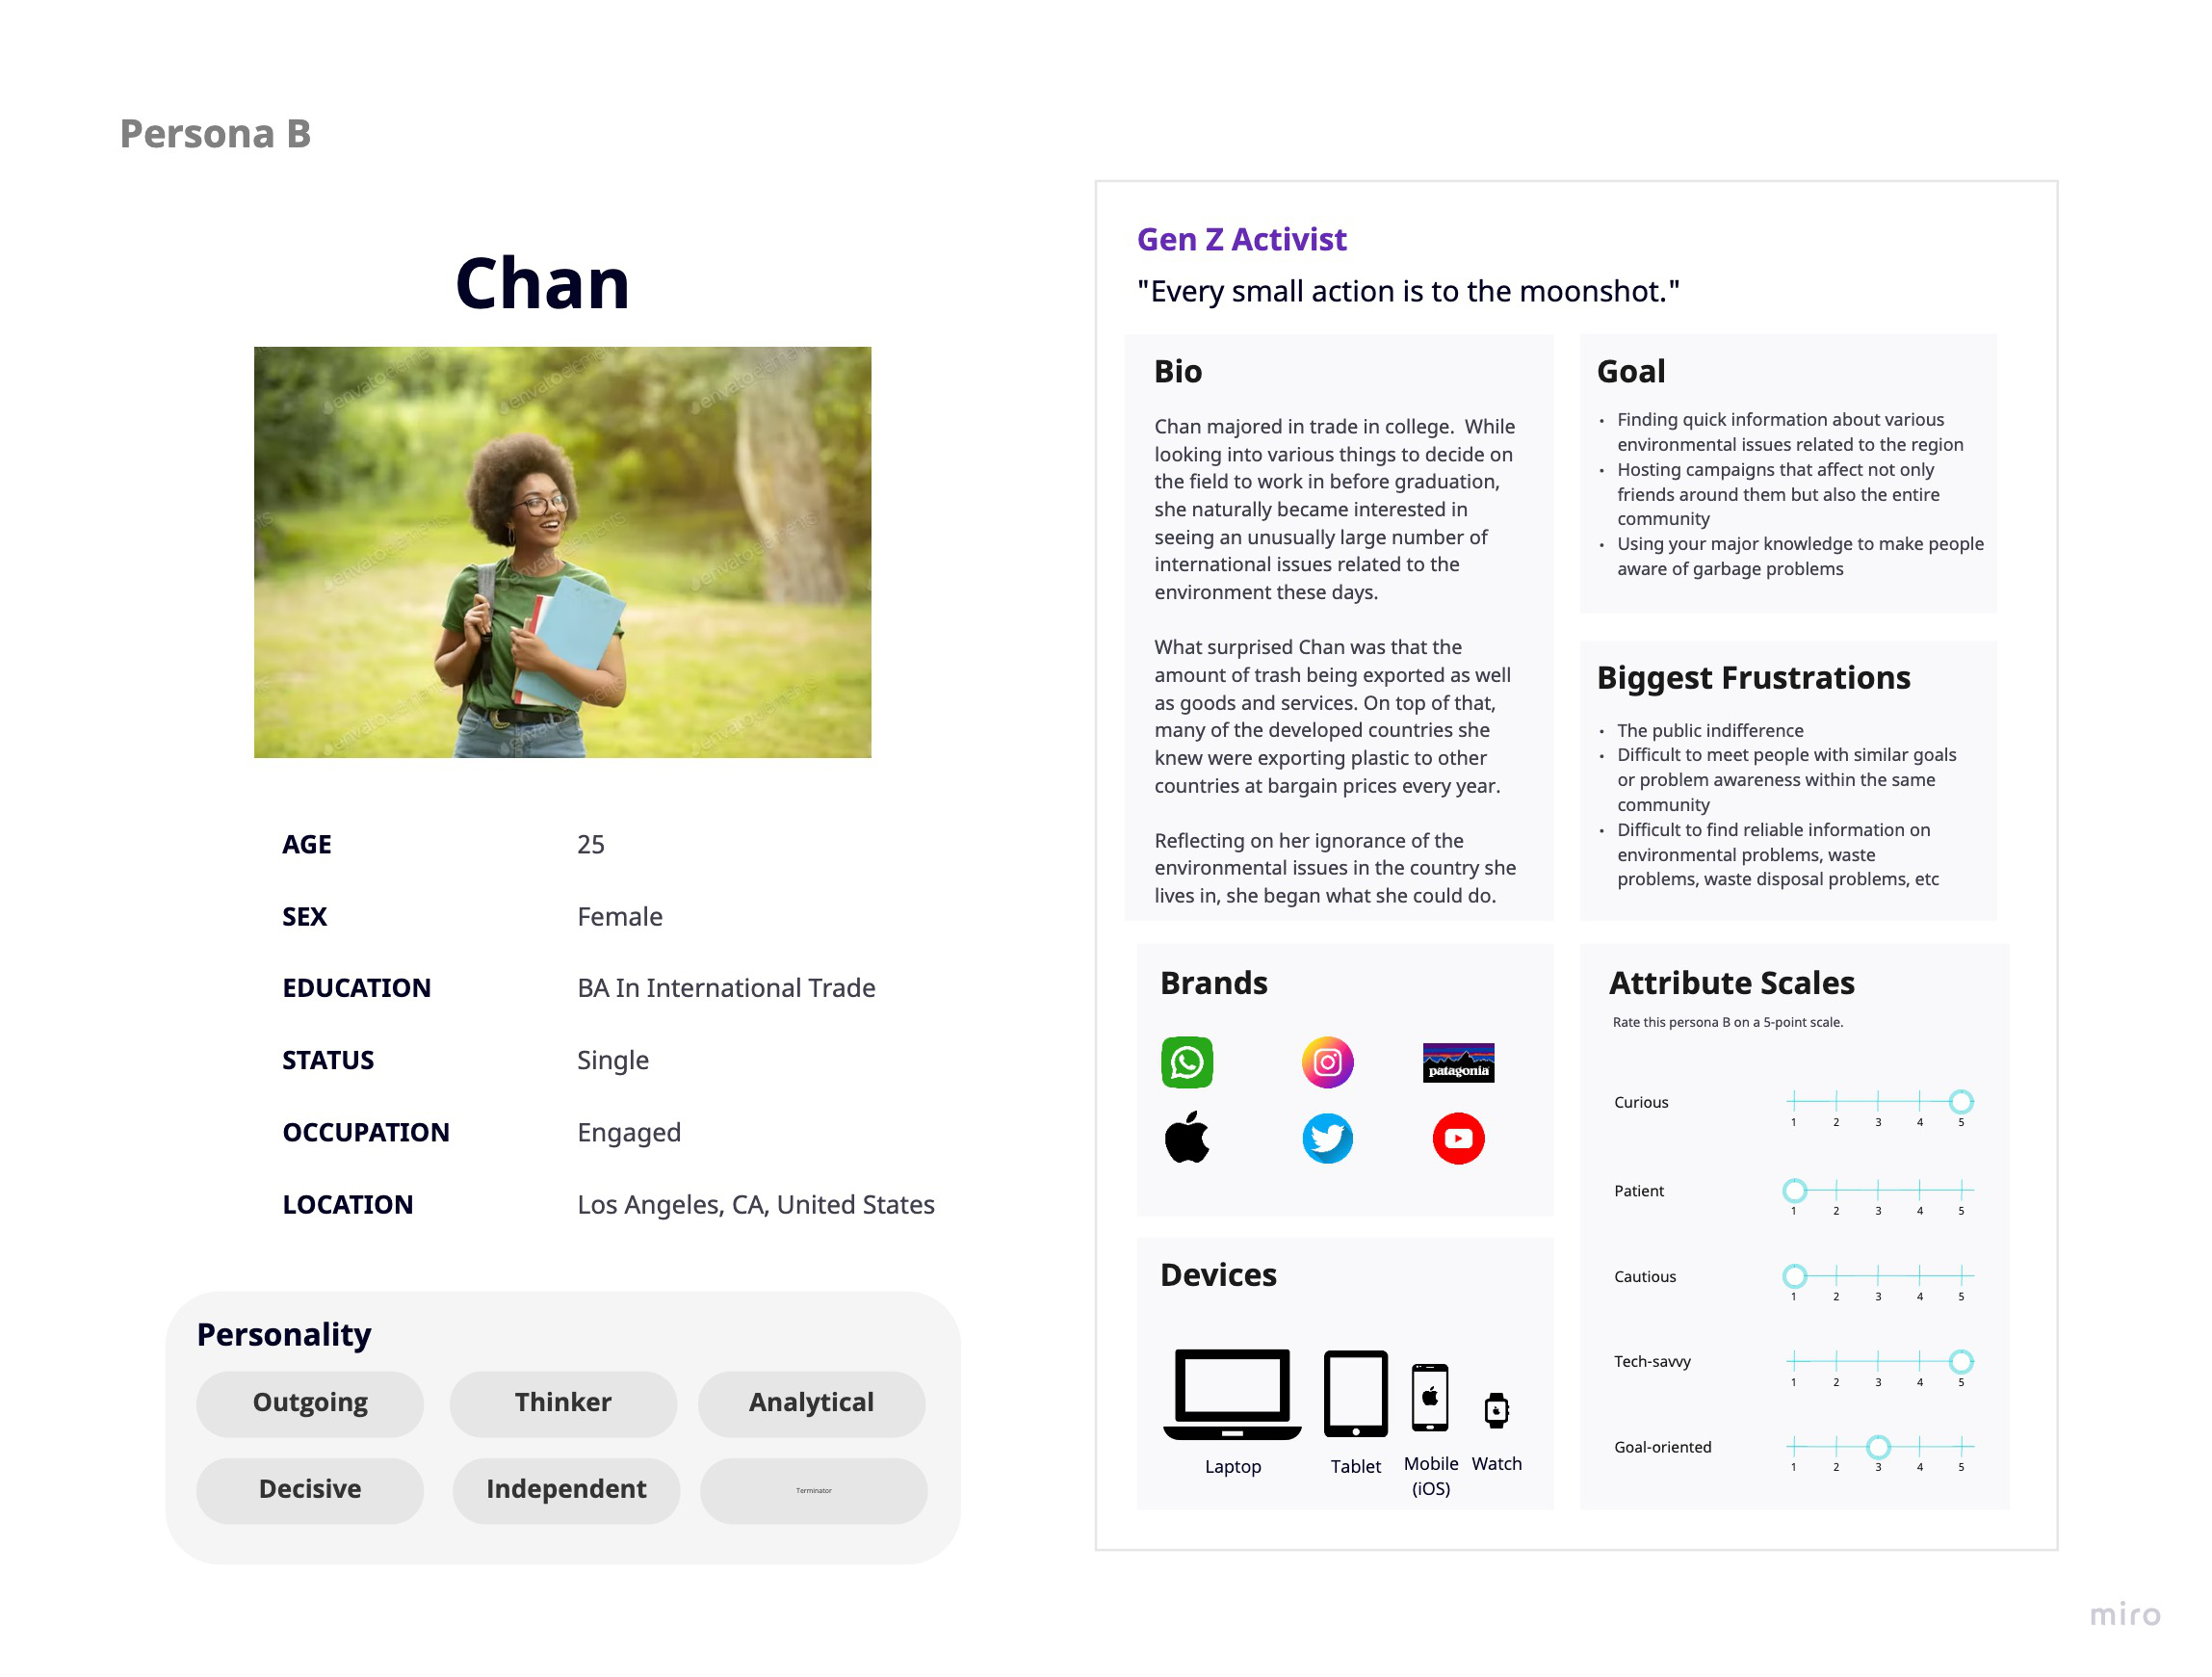 Persona B
Chan
envatoelements
envatoelements
envatoelements
envatoelements
envatoelements
envatoelements
envatoelements
envatoelements
envatoelements
AGE 25
SEX Female
EDUCATION BA In International Trade
STATUS Single
OCCUPATION Engaged
LOCATION Los Angeles, CA, United States
Personality
Outgoing Thinker Analytical
Decisive Independent Terminator
Gen Z Activist
"Every small action is to the moonshot."
Bio
Chan majored in trade in college.  While
looking into various things to decide on
the field to work in before graduation,
she naturally became interested in
seeing an unusually large number of
international issues related to the
environment these days.
What surprised Chan was that the
amount of trash being exported as well
as goods and services. On top of that,
many of the developed countries she
knew were exporting plastic to other
countries at bargain prices every year.
Reflecting on her ignorance of the
environmental issues in the country she
lives in, she began what she could do.
Goal
• Finding quick information about various
environmental issues related to the region
• Hosting campaigns that affect not only
friends around them but also the entire
community
• Using your major knowledge to make people
aware of garbage problems
Biggest Frustrations
• The public indifference
• Difficult to meet people with similar goals
or problem awareness within the same
community
• Difficult to find reliable information on
environmental problems, waste
problems, waste disposal problems, etc
Brands
patagonia
Devices
Laptop Tablet Mobile Watch
(iOS)
Attribute Scales
Rate this persona B on a 5-point scale.
Curious
1 2 3 4 5
Patient
1 2 3 4 5
Cautious
1 2 3 4 5
Tech-savvy
1 2 3 4 5
Goal-oriented
1 2 3 4 5
miro